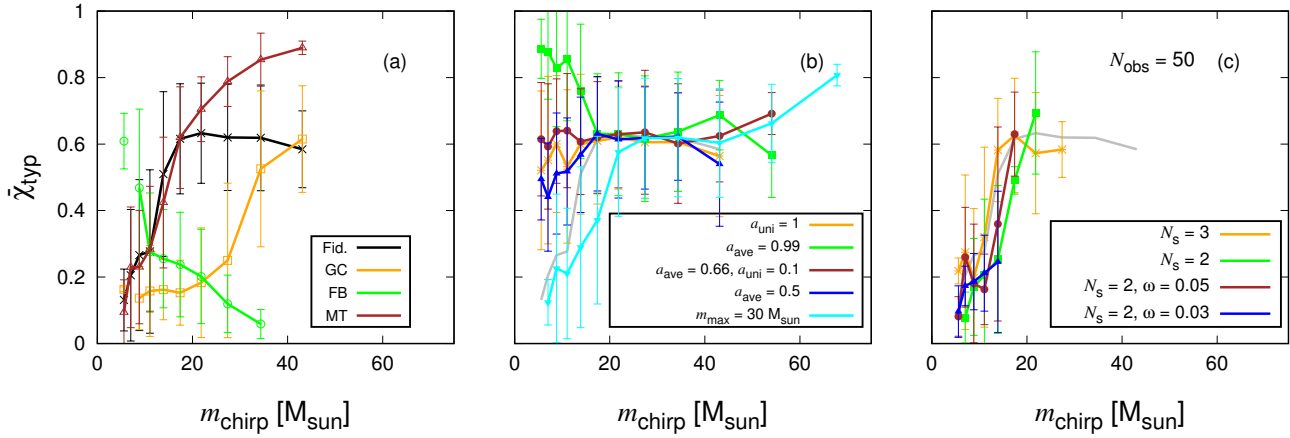 χ̄typ
1
0.8
0.6
0.4
0.2
0
(a)
Fid.
GC
FB
MT
0 20 40 60
mchirp [Msun]
(b)
auni = 1
aave = 0.99
aave = 0.66, auni = 0.1
aave = 0.5
mmax = 30 Msun
0 20 40 60
mchirp [Msun]
Nobs = 50 (c)
Ns = 3
Ns = 2
Ns = 2, ω = 0.05
Ns = 2, ω = 0.03
0 20 40 60
mchirp [Msun]